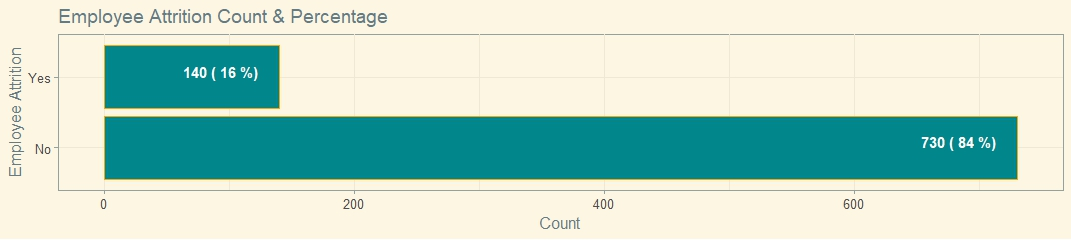 Employee Attrition Count & Percentage
Employee Attrition
Yes
140 ( 16 %)
No
730 ( 84 %)
0 200 400 600
Count